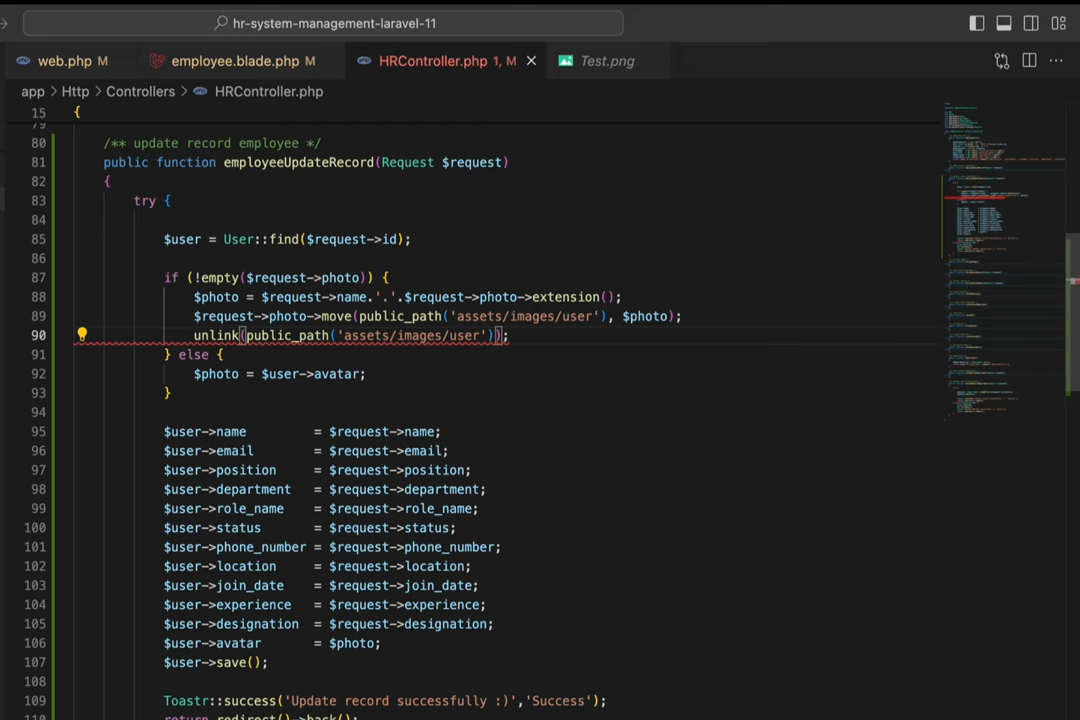 hr-system-management-laravel-11
web.php M employee.blade.php M HRController.php 1, M Test.png
app > Http > Controllers > HRController.php
15 {
79
80 /** update record employee */
81 public function employeeUpdateRecord(Request $request)
82 {
83 try {
84
85 $user = User::find($request->id);
86
87 if (!empty($request->photo)) {
88 $photo = $request->name.'.'.$request->photo->extension();
89 $request->photo->move(public_path('assets/images/user'), $photo);
90 unlink(public_path('assets/images/user'));
91 } else {
92 $photo = $user->avatar;
93 }
94
95 $user->name = $request->name;
96 $user->email = $request->email;
97 $user->position = $request->position;
98 $user->department = $request->department;
99 $user->role_name = $request->role_name;
100 $user->status = $request->status;
101 $user->phone_number = $request->phone_number;
102 $user->location = $request->location;
103 $user->join_date = $request->join_date;
104 $user->experience = $request->experience;
105 $user->designation = $request->designation;
106 $user->avatar = $photo;
107 $user->save();
108
109 Toastr::success('Update record successfully :)','Success');
110 return redirect()->back();